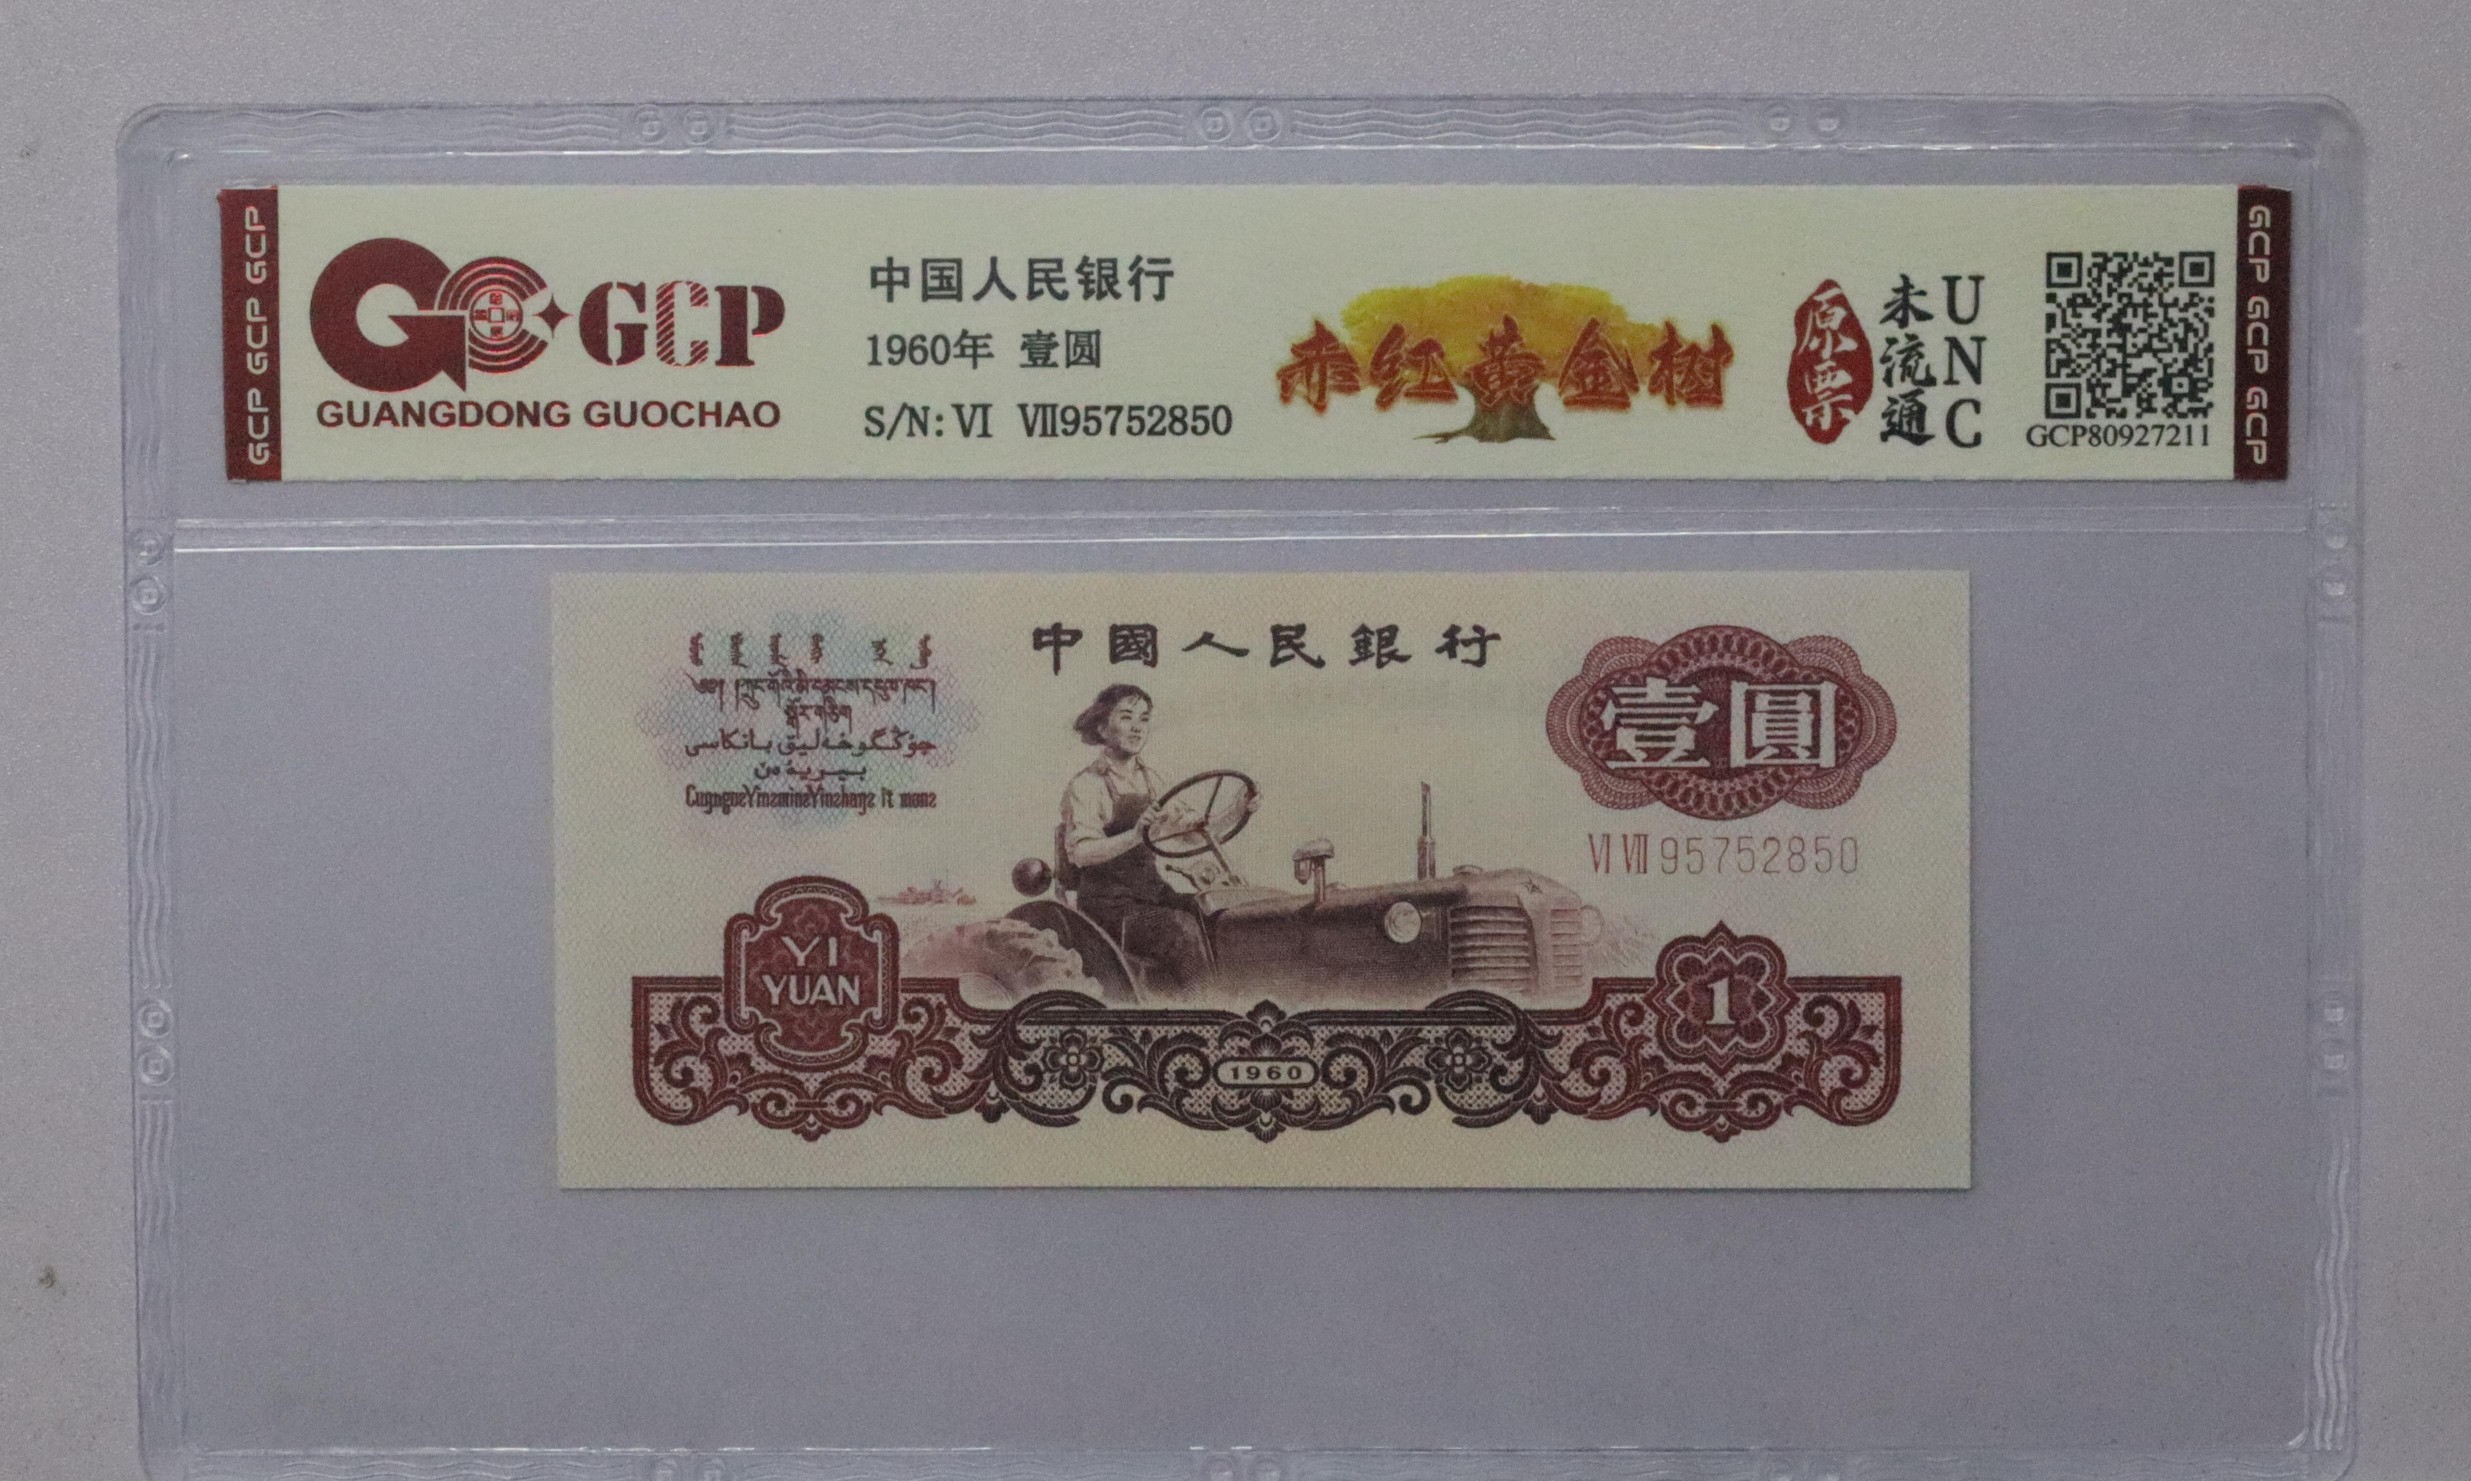 GCP GCP GCP
GCP
GUANGDONG GUOCHAO
中国人民银行
1960年 壹圆
S/N: VI VII95752850
赤红黄金树
原票
未流通
UNC
GCP80927211
GCP GCP GCP
中國人民銀行
壹圓
VI VII 95752850
YI
YUAN
1960
1